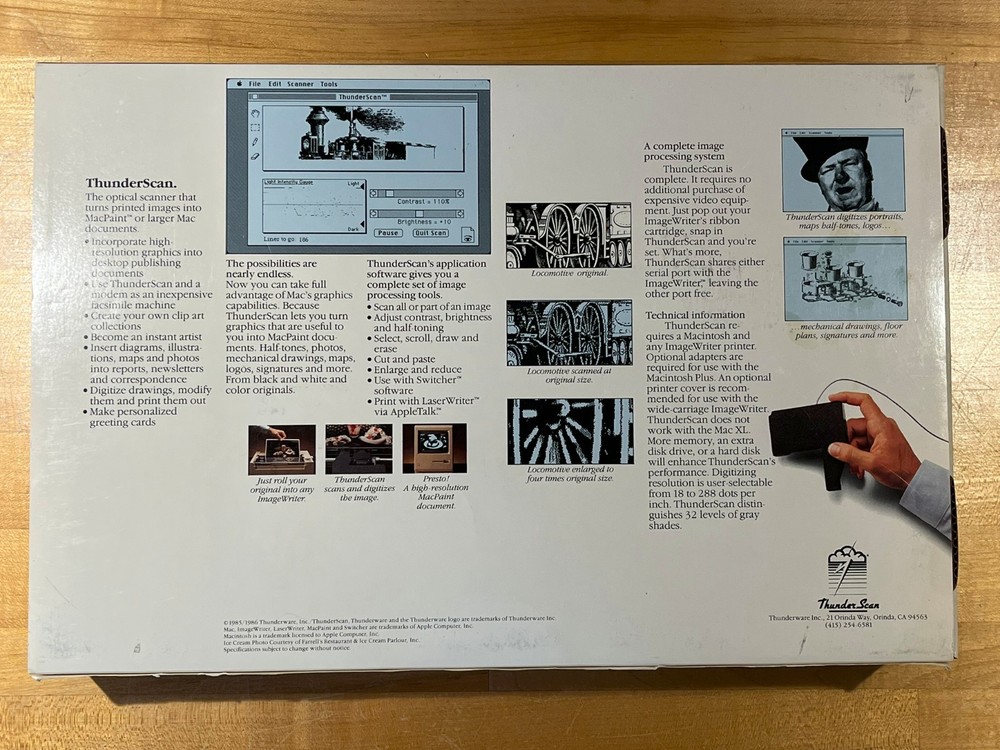 ThunderScan.
The optical scanner that
turns printed images into
MacPaint™ or larger Mac
documents.
• Incorporate high-
resolution graphics into
desktop publishing
documents
• Use ThunderScan and a
modem as an inexpensive
facsimile machine
• Create your own clip art
collections
• Become an instant artist
• Insert diagrams, illustra-
tions, maps and photos
into reports, newsletters
and correspondence
• Digitize drawings, modify
them and print them out
• Make personalized
greeting cards
File Edit Scanner Tools
ThunderScan™
Light Intensity Gauge
Light
Dark
Contrast = 110%
Brightness = +10
Pause
Quit Scan
Lines to go: 186
The possibilities are
nearly endless.
Now you can take full
advantage of Mac's graphics
capabilities. Because
ThunderScan lets you turn
graphics that are useful to
you into MacPaint docu-
ments. Half-tones, photos,
mechanical drawings, maps,
logos, signatures and more.
From black and white and
color originals.
ThunderScan's application
software gives you a
complete set of image
processing tools.
• Scan all or part of an image
• Adjust contrast, brightness
and half-toning
• Select, scroll, draw and
erase
• Cut and paste
• Enlarge and reduce
• Use with Switcher™
software
• Print with LaserWriter™
via AppleTalk™
Just roll your
original into any
ImageWriter.
ThunderScan
scans and digitizes
the image.
Presto!
A high-resolution
MacPaint
document.
Locomotive original.
Locomotive scanned at
original size.
Locomotive enlarged to
four times original size.
A complete image
processing system
ThunderScan is
complete. It requires no
additional purchase of
expensive video equip-
ment. Just pop out your
ImageWriter's ribbon
cartridge, snap in
ThunderScan and you're
set. What's more,
ThunderScan shares either
serial port with the
ImageWriter,™ leaving the
other port free.
Technical information
ThunderScan re-
quires a Macintosh and
any ImageWriter printer.
Optional adapters are
required for use with the
Macintosh Plus. An optional
printer cover is recom-
mended for use with the
wide-carriage ImageWriter.
ThunderScan does not
work with the Mac XL.
More memory, an extra
disk drive, or a hard disk
will enhance ThunderScan's
performance. Digitizing
resolution is user-selectable
from 18 to 288 dots per
inch. ThunderScan distin-
guishes 32 levels of gray
shades.
File Edit Scanner Tools
ThunderScan digitizes portraits,
maps half-tones, logos...
File Edit Scanner Tools
...mechanical drawings, floor
plans, signatures and more.
ThunderScan
Thunderware Inc., 21 Orinda Way, Orinda, CA 94563
(415) 254-6581
©1985/1986 Thunderware, Inc./ThunderScan, Thunderware and the Thunderware logo are trademarks of Thunderware Inc.
Mac, ImageWriter, LaserWriter, MacPaint and Switcher are trademarks of Apple Computer, Inc.
Macintosh is a trademark licensed to Apple Computer, Inc.
Ice Cream Photo Courtesy of Farrell's Restaurant & Ice Cream Parlour, Inc.
Specifications subject to change without notice.